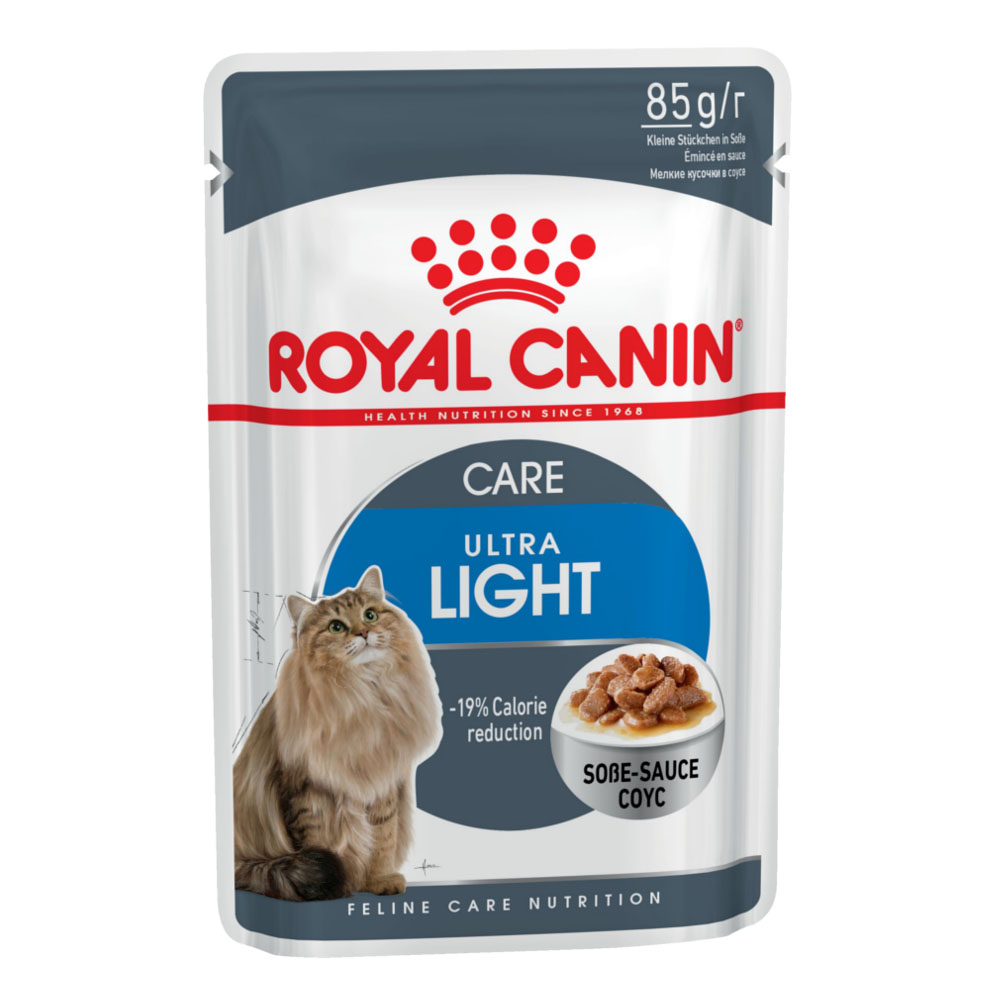 85g/г
Kleine Stückchen in Soße
Émincé en sauce
Мелкие кусочки в соусе
ROYAL CANIN®
HEALTH NUTRITION SINCE 1968
CARE
ULTRA
LIGHT
-19% Calorie
reduction
SOßE-SAUCE
СОУС
FELINE CARE NUTRITION